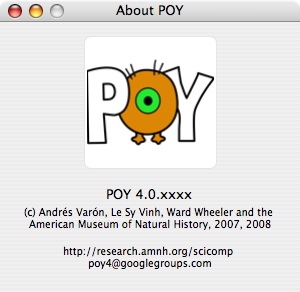 About POY
POY
POY 4.0.xxxx
(c) Andrés Varón, Le Sy Vinh, Ward Wheeler and the
American Museum of Natural History, 2007, 2008
http://research.amnh.org/scicomp
poy4@googlegroups.com